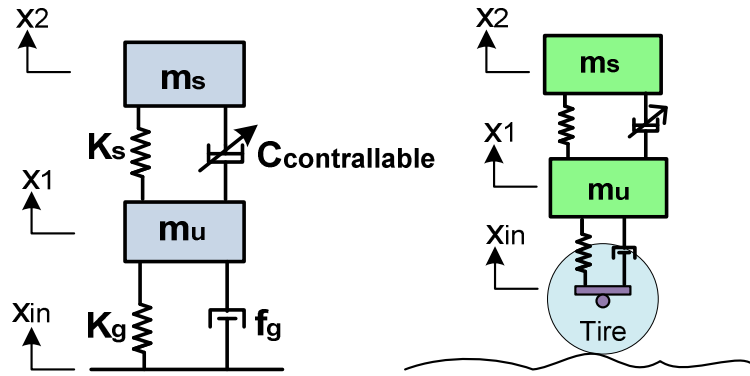 x2
ms
Ks
Ccontrallable
x1
mu
xin
Kg
fg
x2
ms
x1
mu
xin
Tire